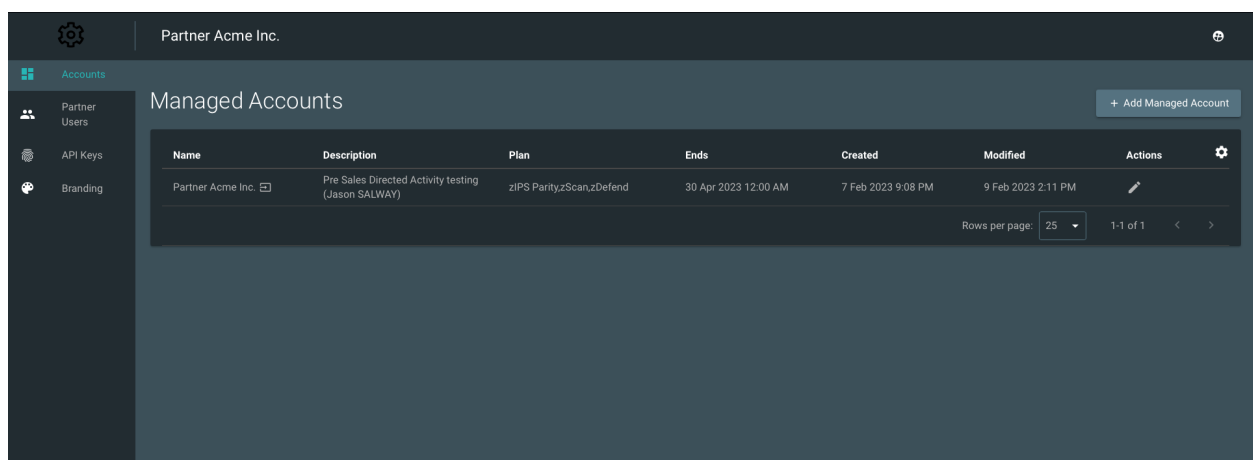 Partner Acme Inc.
Accounts
Partner
Users
API Keys
Branding
Managed Accounts
+ Add Managed Account
Name Description Plan Ends Created Modified Actions
Partner Acme Inc. Pre Sales Directed Activity testing (Jason SALWAY) zIPS Parity,zScan,zDefend 30 Apr 2023 12:00 AM 7 Feb 2023 9:08 PM 9 Feb 2023 2:11 PM
Rows per page: 25 1-1 of 1